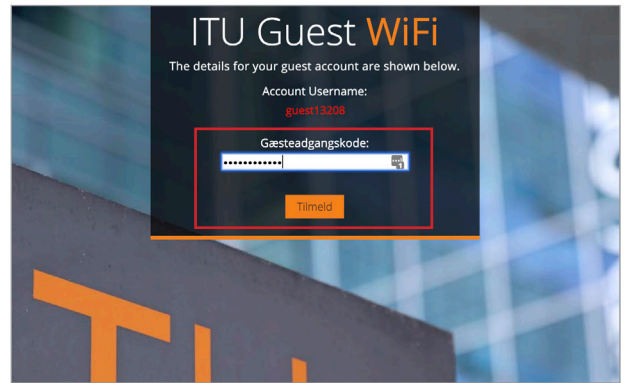 ITU Guest WiFi
The details for your guest account are shown below.
Account Username:
guest13208
Gæsteadgangskode:
••••••••••••
Tilmeld